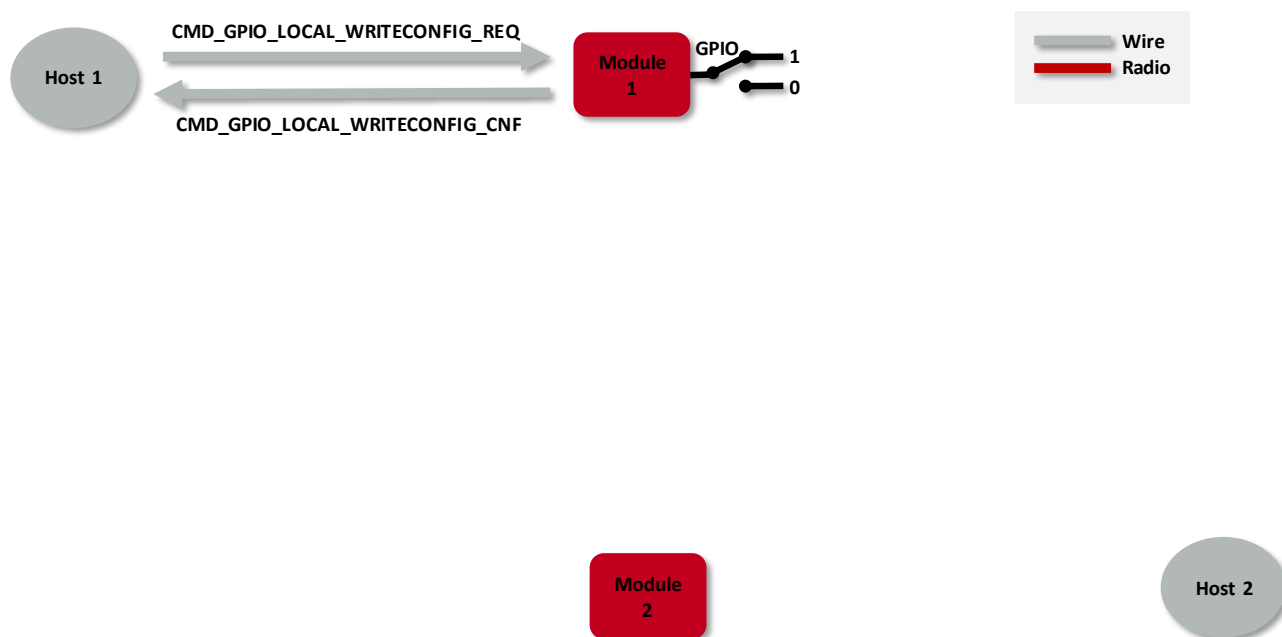 CMD_GPIO_LOCAL_WRITECONFIG_REQ
Host 1
Module
1
GPIO
1
0
CMD_GPIO_LOCAL_WRITECONFIG_CNF
Wire
Radio
Module
2
Host 2